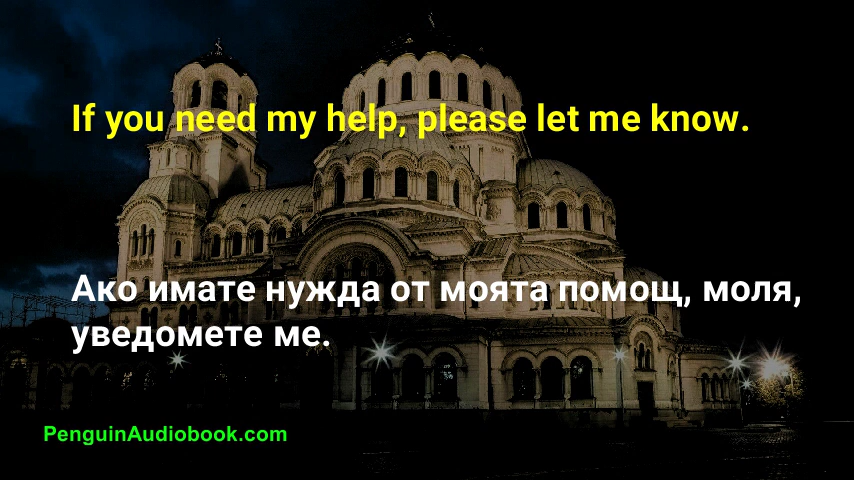 If you need my help, please let me know.
Ако имате нужда от моята помощ, моля,
уведомете ме.
PenguinAudiobook.com